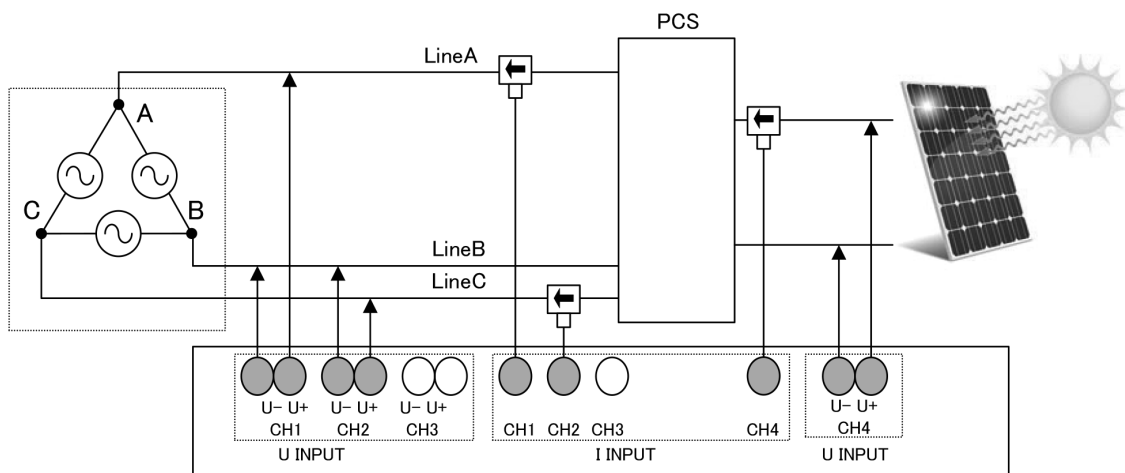 PCS
LineA
A
C
B
LineB
LineC
U- U+ U- U+ U- U+ U- U+
CH1 CH2 CH3 CH1 CH2 CH3 CH4 CH4
U INPUT I INPUT U INPUT